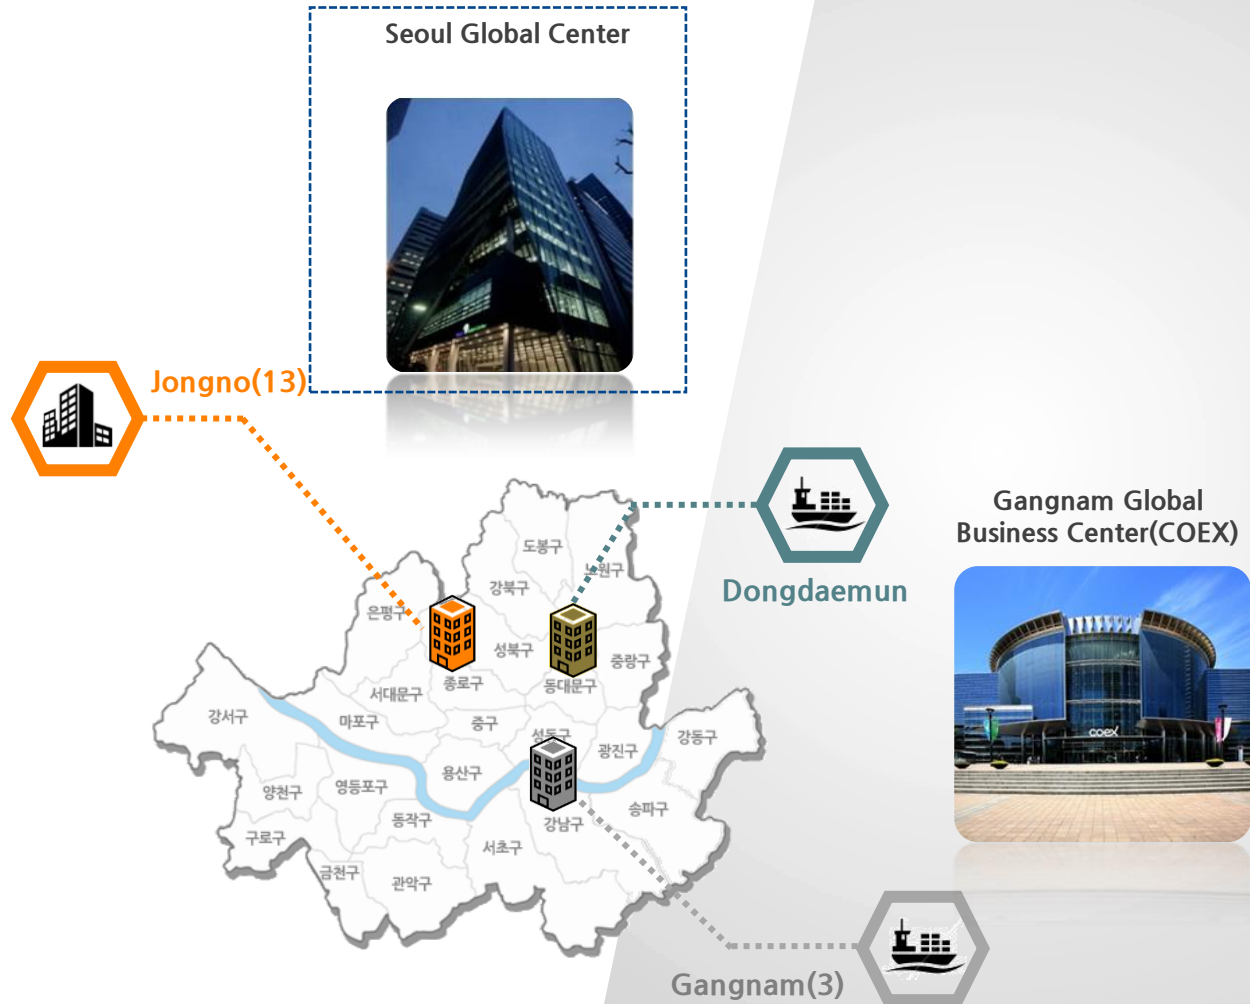 Seoul Global Center
Jongno(13)
Gangnam Global
Business Center(COEX)
Dongdaemun
coex
도봉구
노원구
강북구
은평구
성북구
중랑구
서대문구
종로구
동대문구
강서구
마포구
중구
성동구
광진구
강동구
용산구
양천구
영등포구
송파구
동작구
강남구
구로구
서초구
금천구
관악구
Gangnam(3)